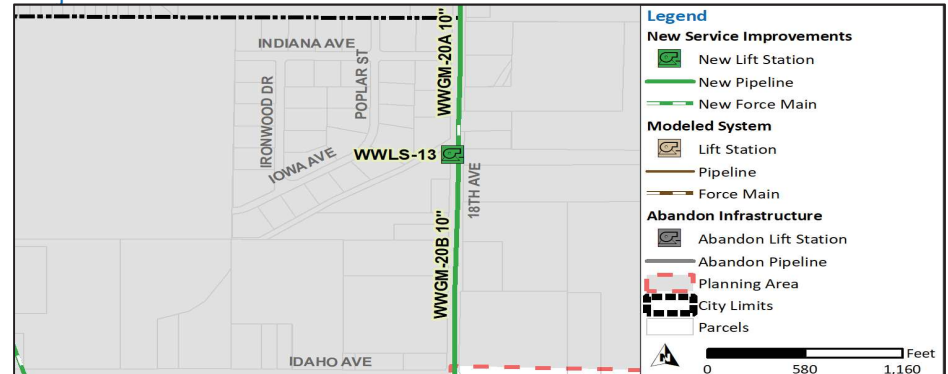 INDIANA AVE
IRONWOOD DR
POPLAR ST
WWGM-20A 10"
IOWA AVE
WWLS-13
18TH AVE
WWGM-20B 10"
IDAHO AVE
Legend
New Service Improvements
New Lift Station
New Pipeline
New Force Main
Modeled System
Lift Station
Pipeline
Force Main
Abandon Infrastructure
Abandon Lift Station
Abandon Pipeline
Planning Area
City Limits
Parcels
N
Feet
0 580 1,160